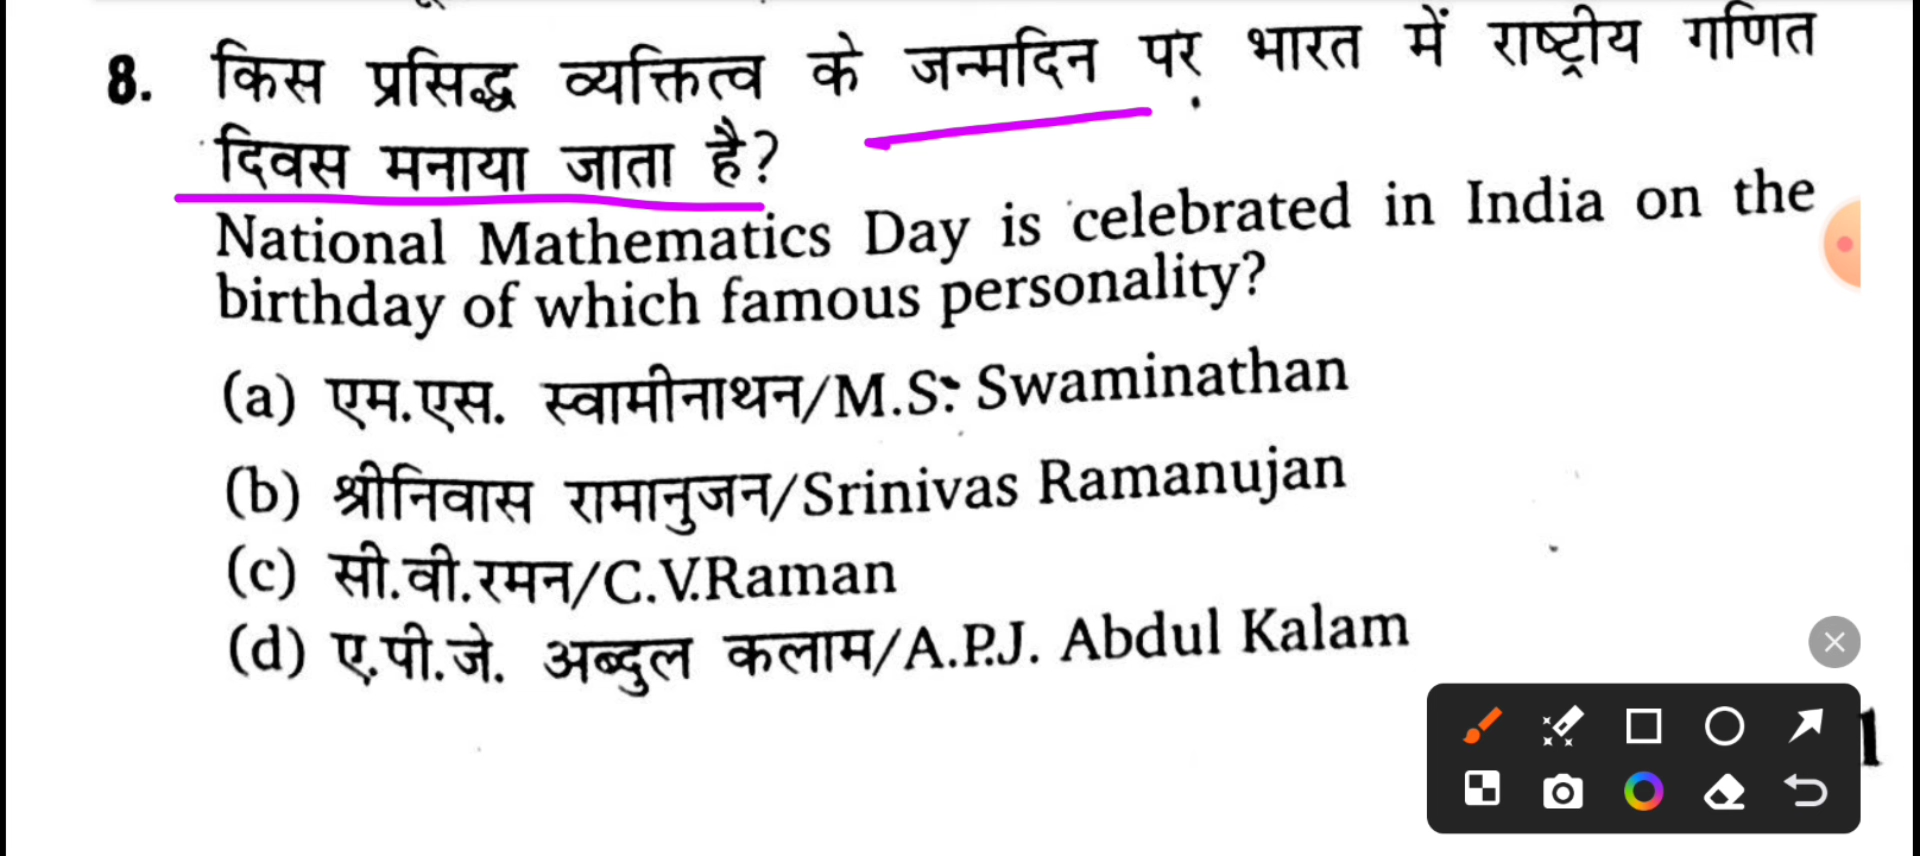 8. किस प्रसिद्ध व्यक्तित्व के जन्मदिन पर भारत में राष्ट्रीय गणित
दिवस मनाया जाता है?
National Mathematics Day is celebrated in India on the
birthday of which famous personality?
(a) एम.एस. स्वामीनाथन/M.S. Swaminathan
(b) श्रीनिवास रामानुजन/Srinivas Ramanujan
(c) सी.वी.रमन/C.V.Raman
(d) ए.पी.जे. अब्दुल कलाम/A.P.J. Abdul Kalam